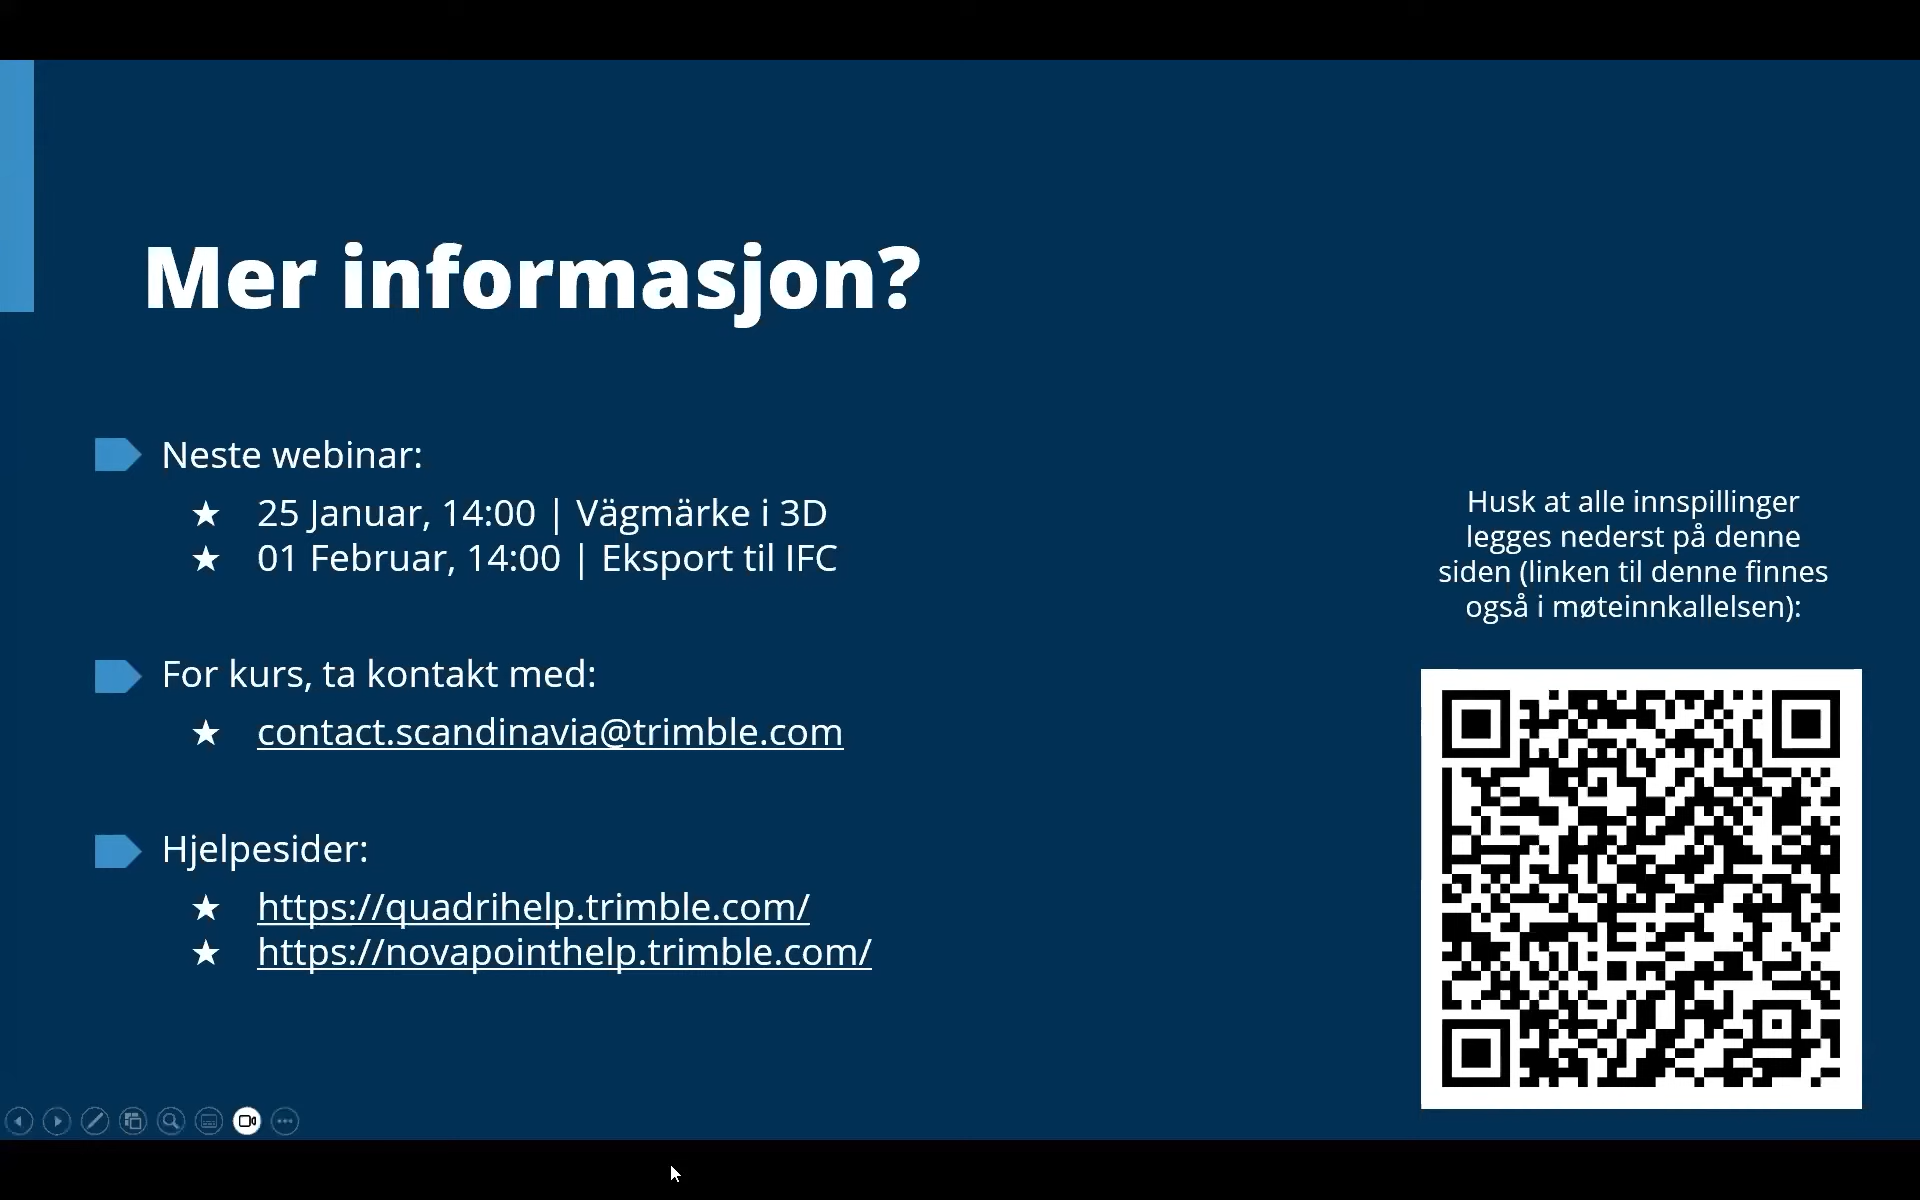 Mer informasjon?
Neste webinar:
★ 25 Januar, 14:00 | Vägmärke i 3D
★ 01 Februar, 14:00 | Eksport til IFC
For kurs, ta kontakt med:
★ contact.scandinavia@trimble.com
Hjelpesider:
★ https://quadrihelp.trimble.com/
★ https://novapointhelp.trimble.com/
Husk at alle innspillinger
legges nederst på denne
siden (linken til denne finnes
også i møteinnkallelsen):